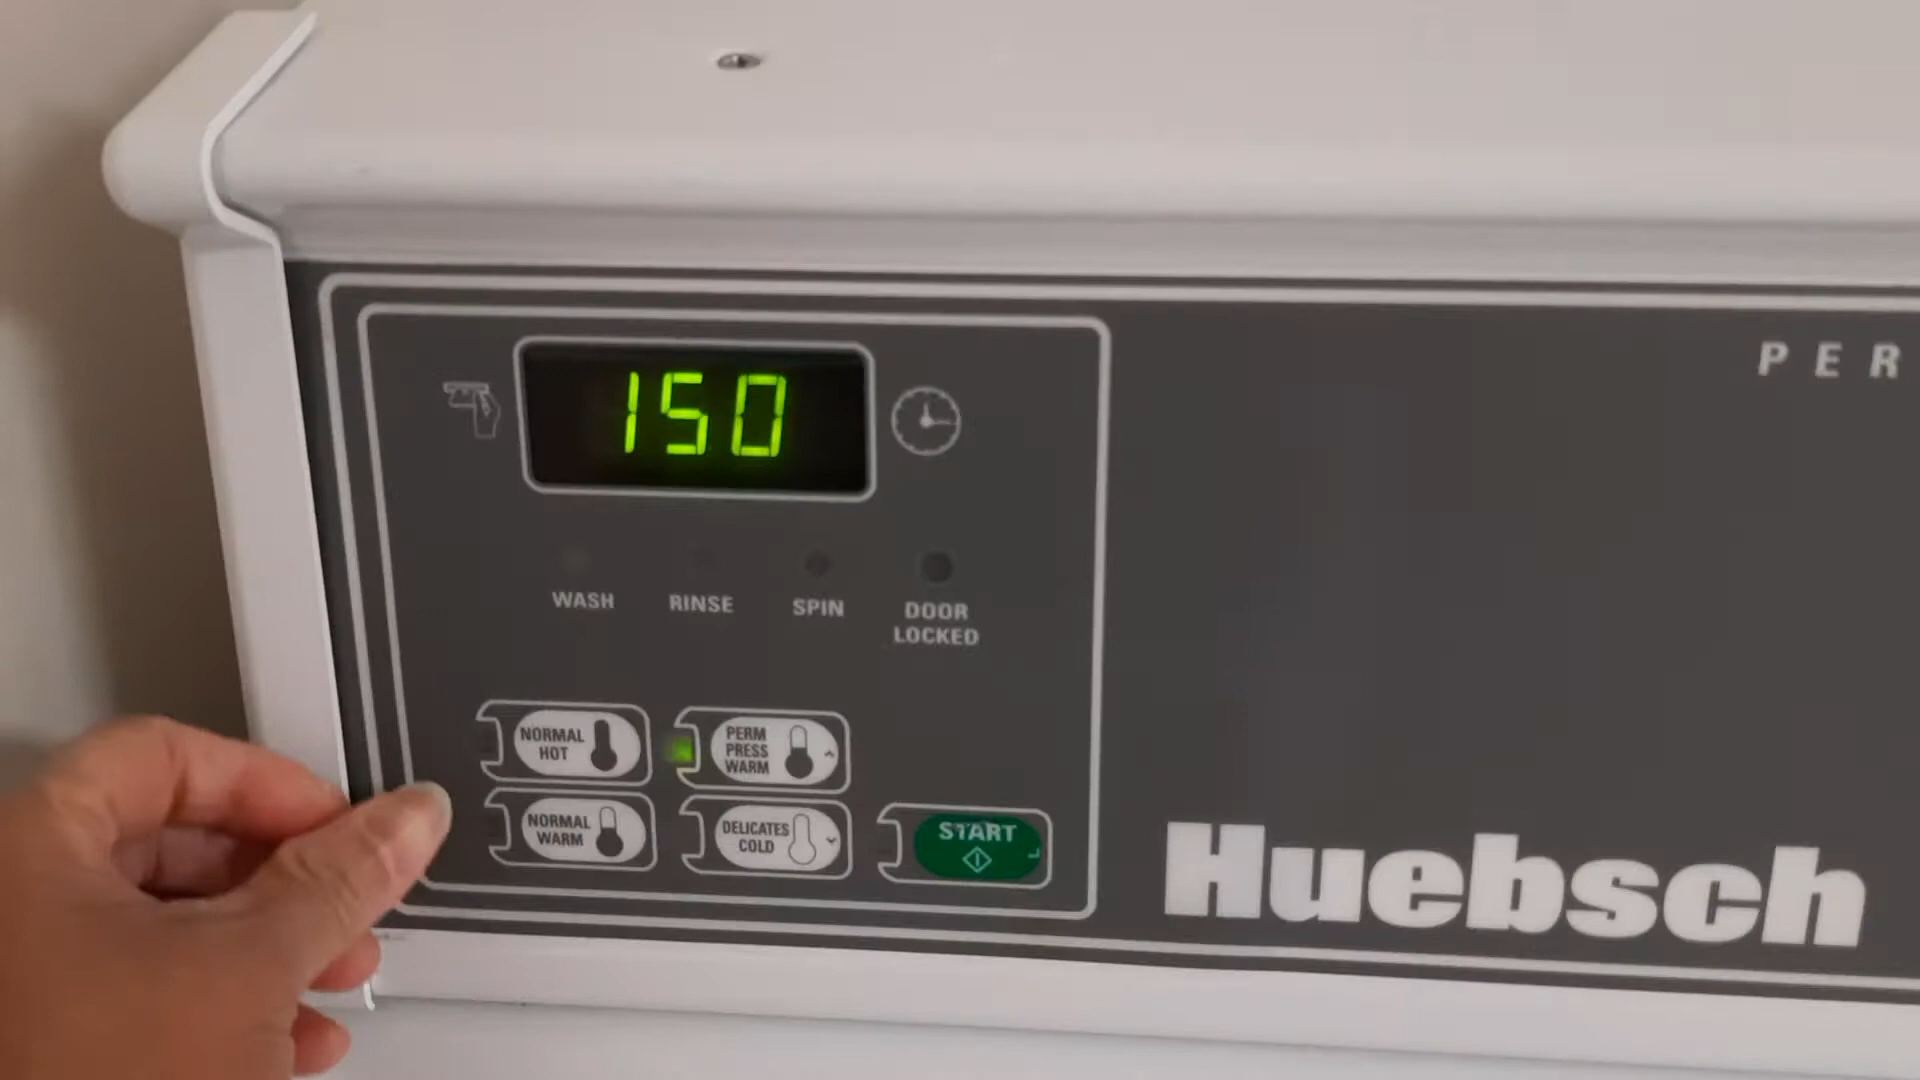 PER
150
WASH RINSE SPIN DOOR
LOCKED
NORMAL
HOT
PERM
PRESS
WARM
NORMAL
WARM
DELICATES
COLD
START
Huebsch